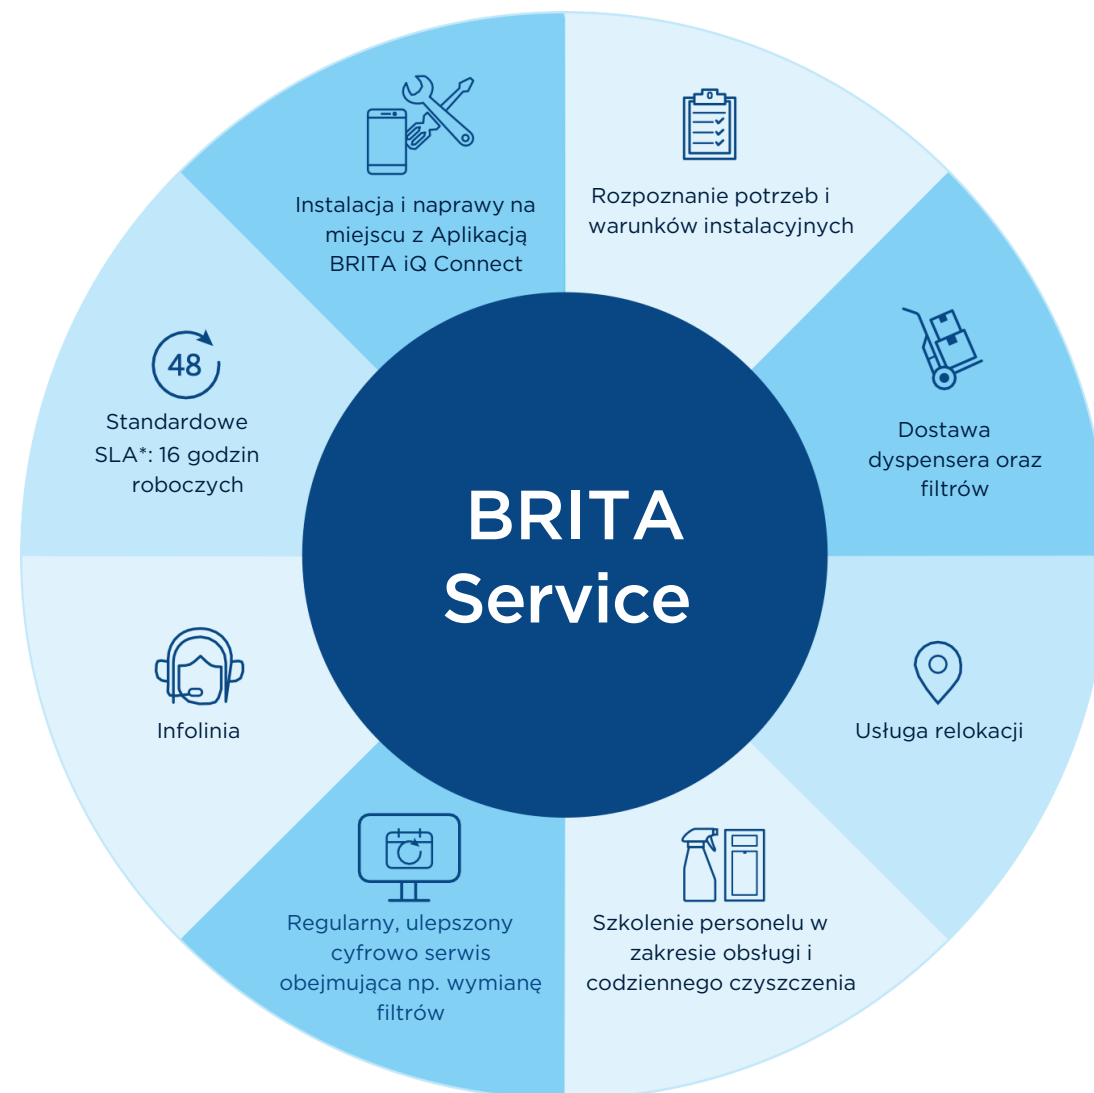 Instalacja i naprawy na
miejscu z Aplikacją
BRITA iQ Connect
Rozpoznanie potrzeb i
warunków instalacyjnych
48
Standardowe
SLA*: 16 godzin
roboczych
Dostawa
dyspensera oraz
filtrów
BRITA
Service
Infolinia
Usługa relokacji
Regularny, ulepszony
cyfrowo serwis
obejmująca np. wymianę
filtrów
Szkolenie personelu w
zakresie obsługi i
codziennego czyszczenia